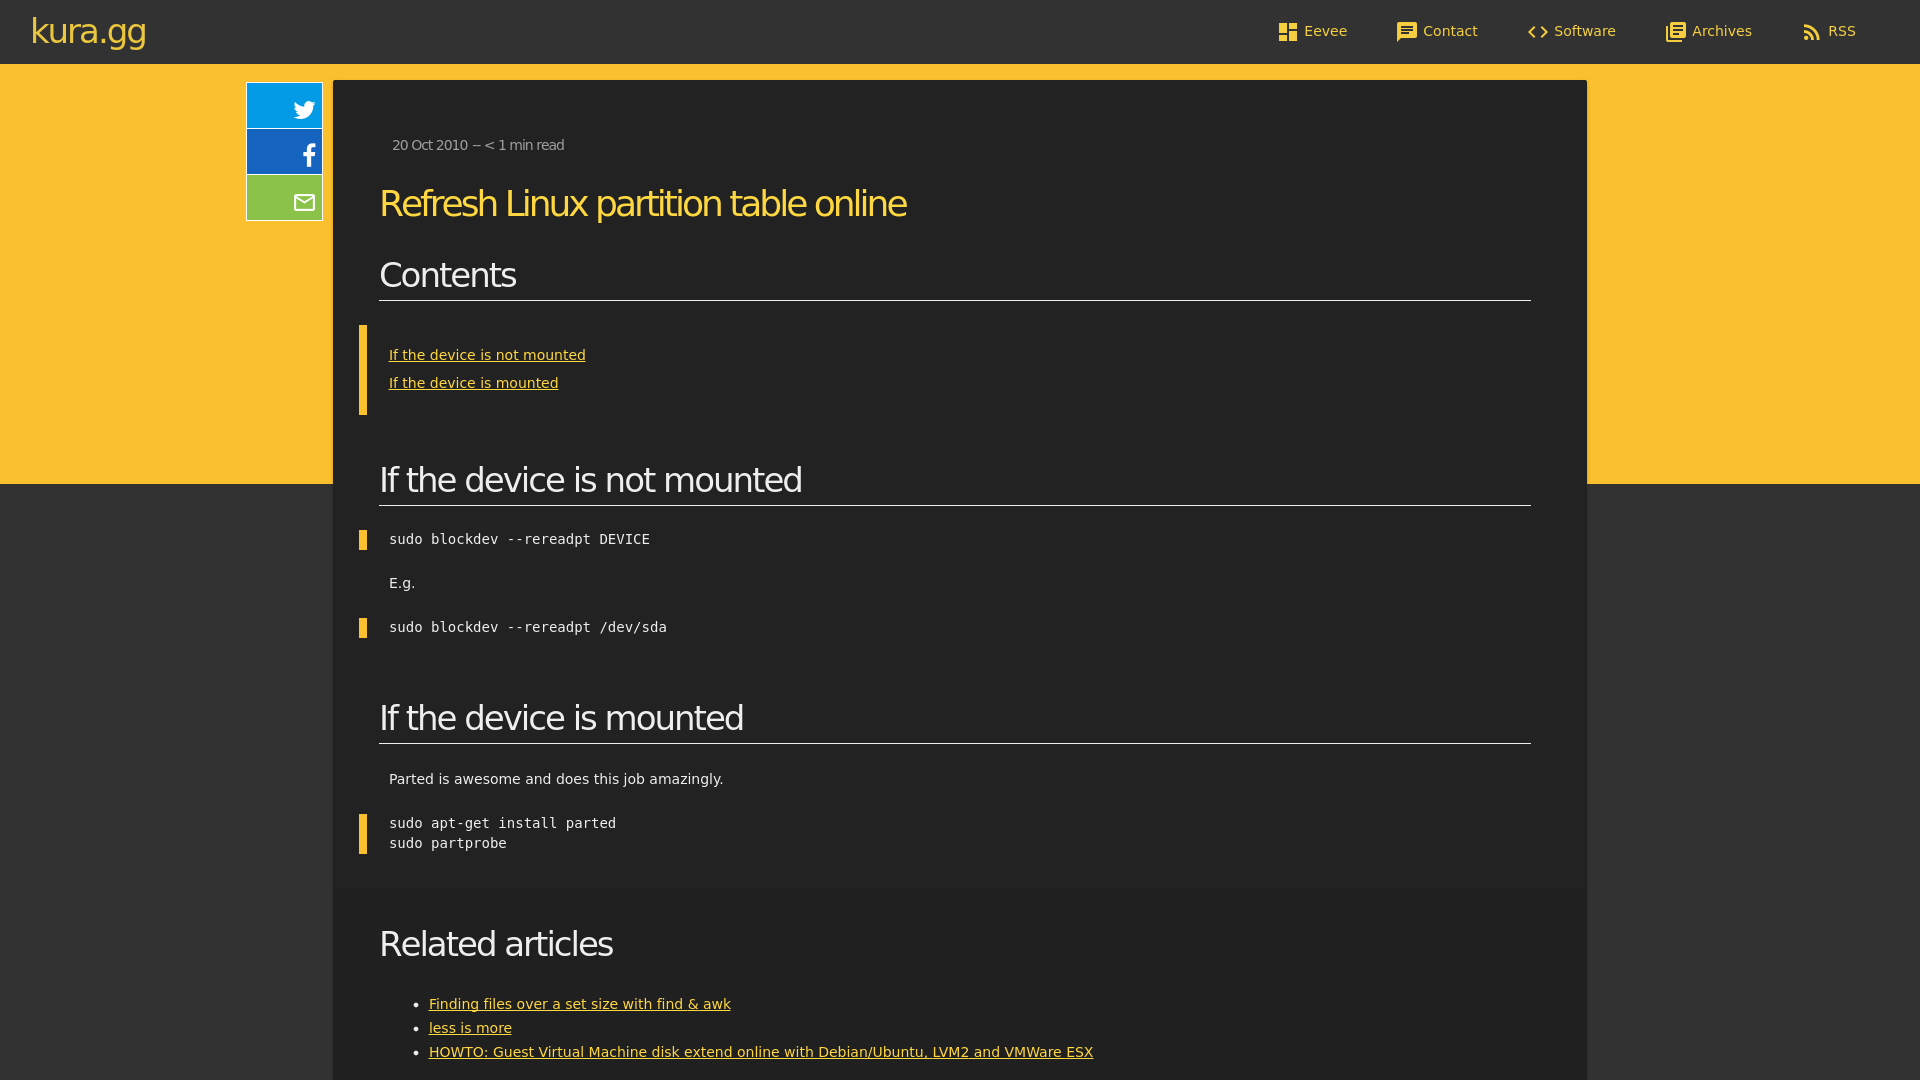 kura.gg
Eevee
Contact
Software
Archives
RSS
20 Oct 2010 -- < 1 min read
Refresh Linux partition table online
Contents
If the device is not mounted
If the device is mounted
If the device is not mounted
sudo blockdev --rereadpt DEVICE
E.g.
sudo blockdev --rereadpt /dev/sda
If the device is mounted
Parted is awesome and does this job amazingly.
sudo apt-get install parted
sudo partprobe
Related articles
• Finding files over a set size with find & awk
• less is more
• HOWTO: Guest Virtual Machine disk extend online with Debian/Ubuntu, LVM2 and VMWare ESX